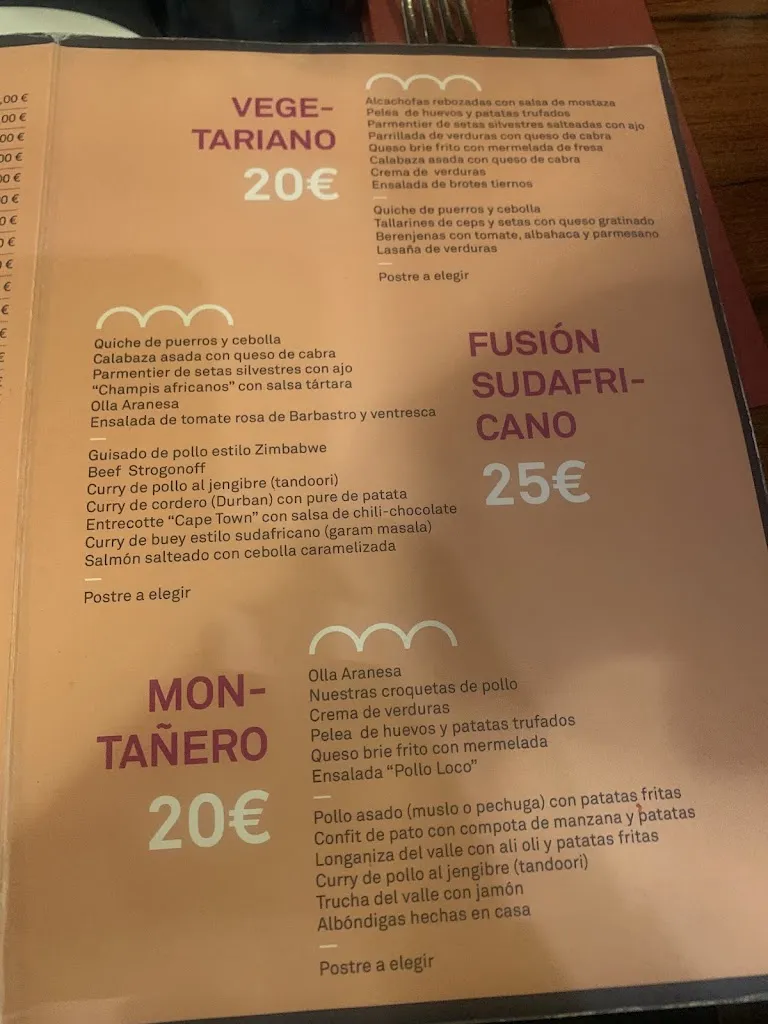 ,00 €
,00 €
00 €
00 €
00 €
0 €
0 €
0 €
€
€
€
€
€
VEGE-
TARIANO
20€
Alcachofas rebozadas con salsa de mostaza
Pelea de huevos y patatas trufados
Parmentier de setas silvestres salteadas con ajo
Parrillada de verduras con queso de cabra
Queso brie frito con mermelada de fresa
Calabaza asada con queso de cabra
Crema de verduras
Ensalada de brotes tiernos
Quiche de puerros y cebolla
Tallarines de ceps y setas con queso gratinado
Berenjenas con tomate, albahaca y parmesano
Lasaña de verduras
Postre a elegir
Quiche de puerros y cebolla
Calabaza asada con queso de cabra
Parmentier de setas silvestres con ajo
“Champis africanos” con salsa tártara
Olla Aranesa
Ensalada de tomate rosa de Barbastro y ventresca
Guisado de pollo estilo Zimbabwe
Beef Strogonoff
Curry de pollo al jengibre (tandoori)
Curry de cordero (Durban) con pure de patata
Entrecotte “Cape Town” con salsa de chili-chocolate
Curry de buey estilo sudafricano (garam masala)
Salmón salteado con cebolla caramelizada
Postre a elegir
FUSIÓN
SUDAFRI-
CANO
25€
MON-
TAÑERO
20€
Olla Aranesa
Nuestras croquetas de pollo
Crema de verduras
Pelea de huevos y patatas trufados
Queso brie frito con mermelada
Ensalada “Pollo Loco”
Pollo asado (muslo o pechuga) con patatas fritas
Confit de pato con compota de manzana y patatas
Longaniza del valle con ali oli y patatas fritas
Curry de pollo al jengibre (tandoori)
Trucha del valle con jamón
Albóndigas hechas en casa
Postre a elegir